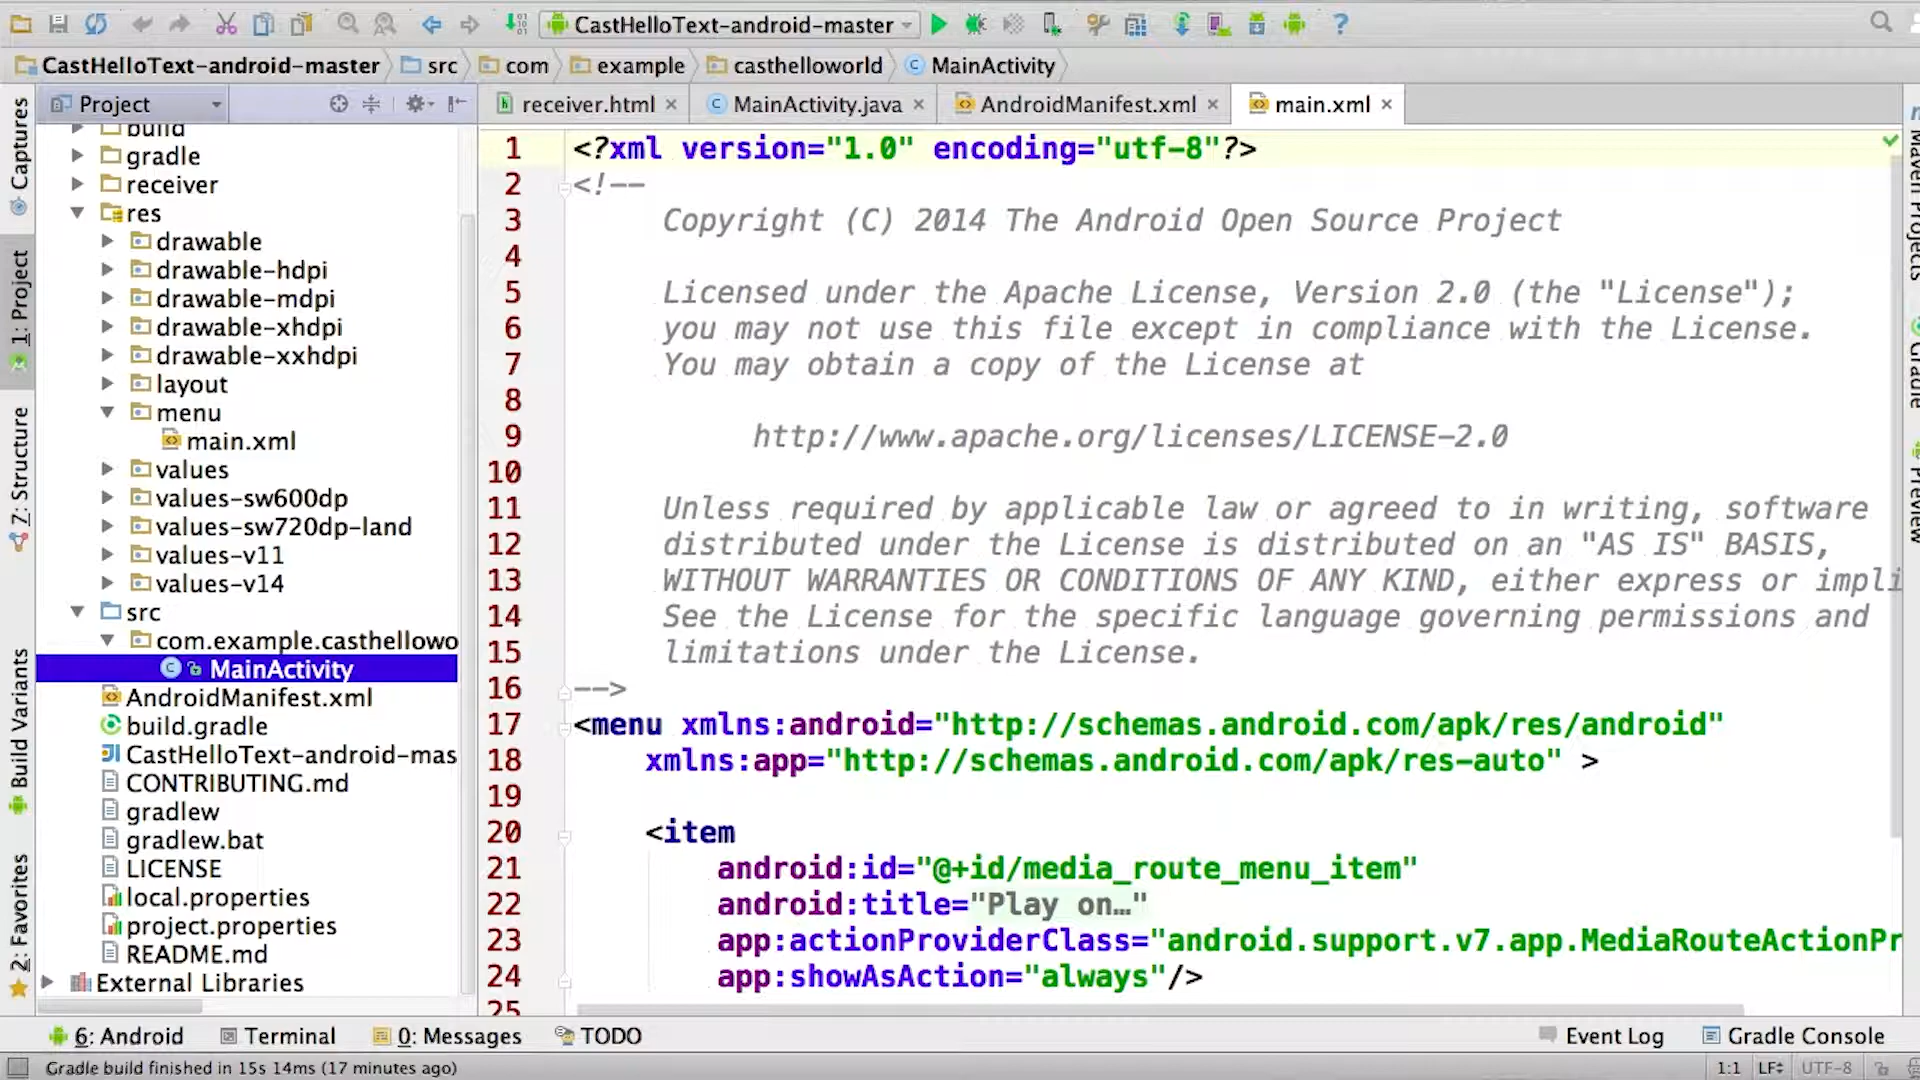 CastHelloText-android-master
CastHelloText-android-master src com example casthelloworld MainActivity
Project
receiver.html MainActivity.java AndroidManifest.xml main.xml
Captures
1: Project
7: Structure
Build Variants
2: Favorites
build
gradle
receiver
res
drawable
drawable-hdpi
drawable-mdpi
drawable-xhdpi
drawable-xxhdpi
layout
menu
main.xml
values
values-sw600dp
values-sw720dp-land
values-v11
values-v14
src
com.example.casthellowo
MainActivity
AndroidManifest.xml
build.gradle
CastHelloText-android-mas
CONTRIBUTING.md
gradlew
gradlew.bat
LICENSE
local.properties
project.properties
README.md
External Libraries
1 <?xml version="1.0" encoding="utf-8"?>
2 <!--
3 Copyright (C) 2014 The Android Open Source Project
4
5 Licensed under the Apache License, Version 2.0 (the "License");
6 you may not use this file except in compliance with the License.
7 You may obtain a copy of the License at
8
9 http://www.apache.org/licenses/LICENSE-2.0
10
11 Unless required by applicable law or agreed to in writing, software
12 distributed under the License is distributed on an "AS IS" BASIS,
13 WITHOUT WARRANTIES OR CONDITIONS OF ANY KIND, either express or impli
14 See the License for the specific language governing permissions and
15 limitations under the License.
16 -->
17 <menu xmlns:android="http://schemas.android.com/apk/res/android"
18 xmlns:app="http://schemas.android.com/apk/res-auto" >
19
20 <item
21 android:id="@+id/media_route_menu_item"
22 android:title="Play on…"
23 app:actionProviderClass="android.support.v7.app.MediaRouteActionPr
24 app:showAsAction="always"/>
25
Maven Projects
Gradle
Preview
6: Android Terminal 0: Messages TODO Event Log Gradle Console
Gradle build finished in 15s 14ms (17 minutes ago) 1:1 LF UTF-8